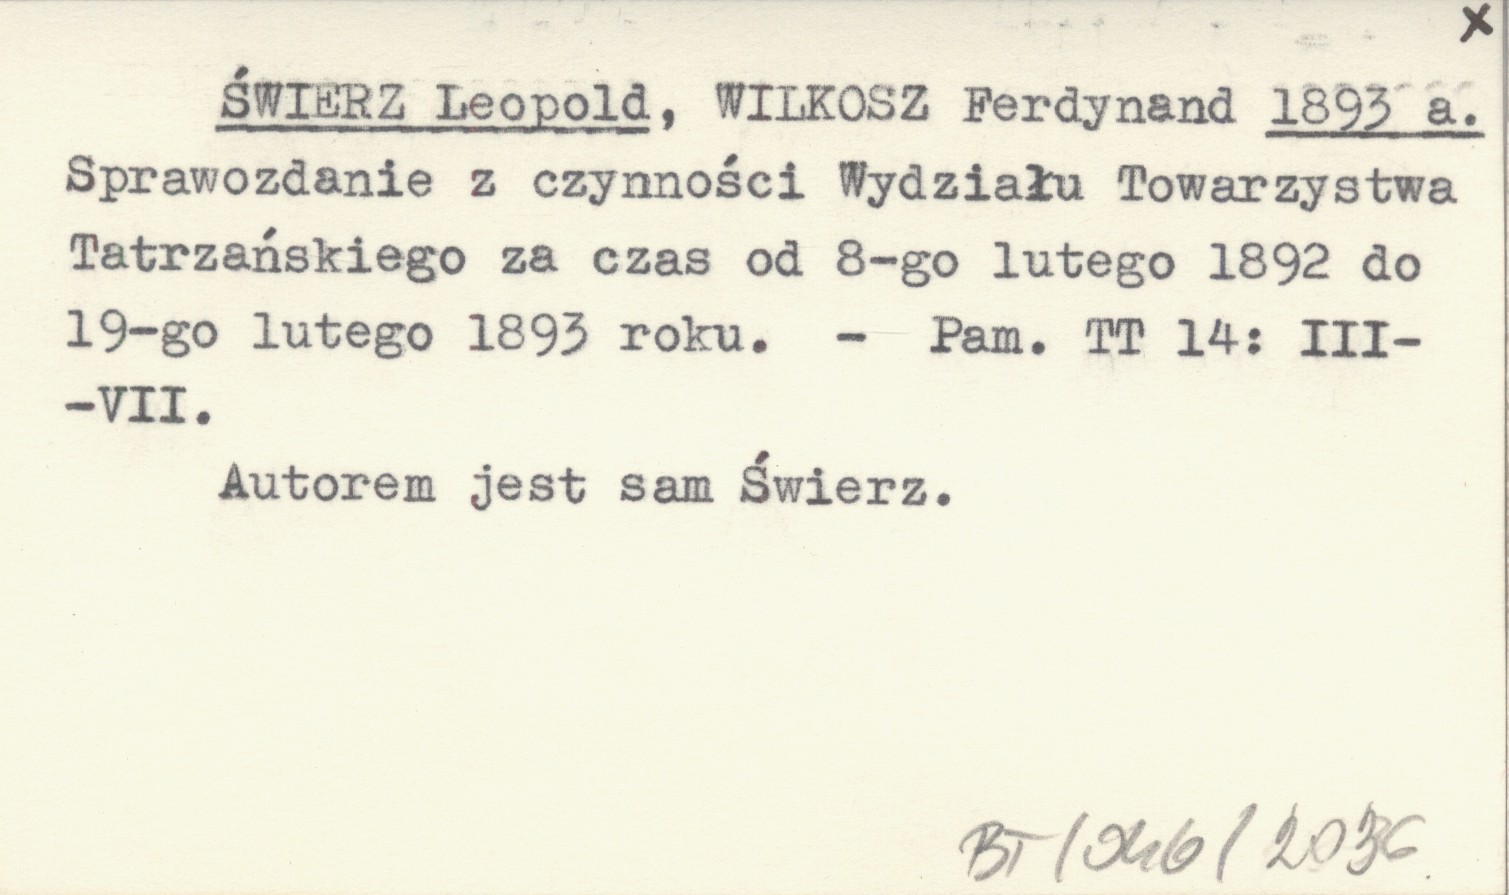 x
ŚWIERZ Leopold, WILKOSZ Ferdynand 1893 a.
Sprawozdanie z czynności Wydziału Towarzystwa
Tatrzańskiego za czas od 8-go lutego 1892 do
19-go lutego 1893 roku. - Pam. TT 14: III-
-VII.
Autorem jest sam Świerz.
BT / / 2036